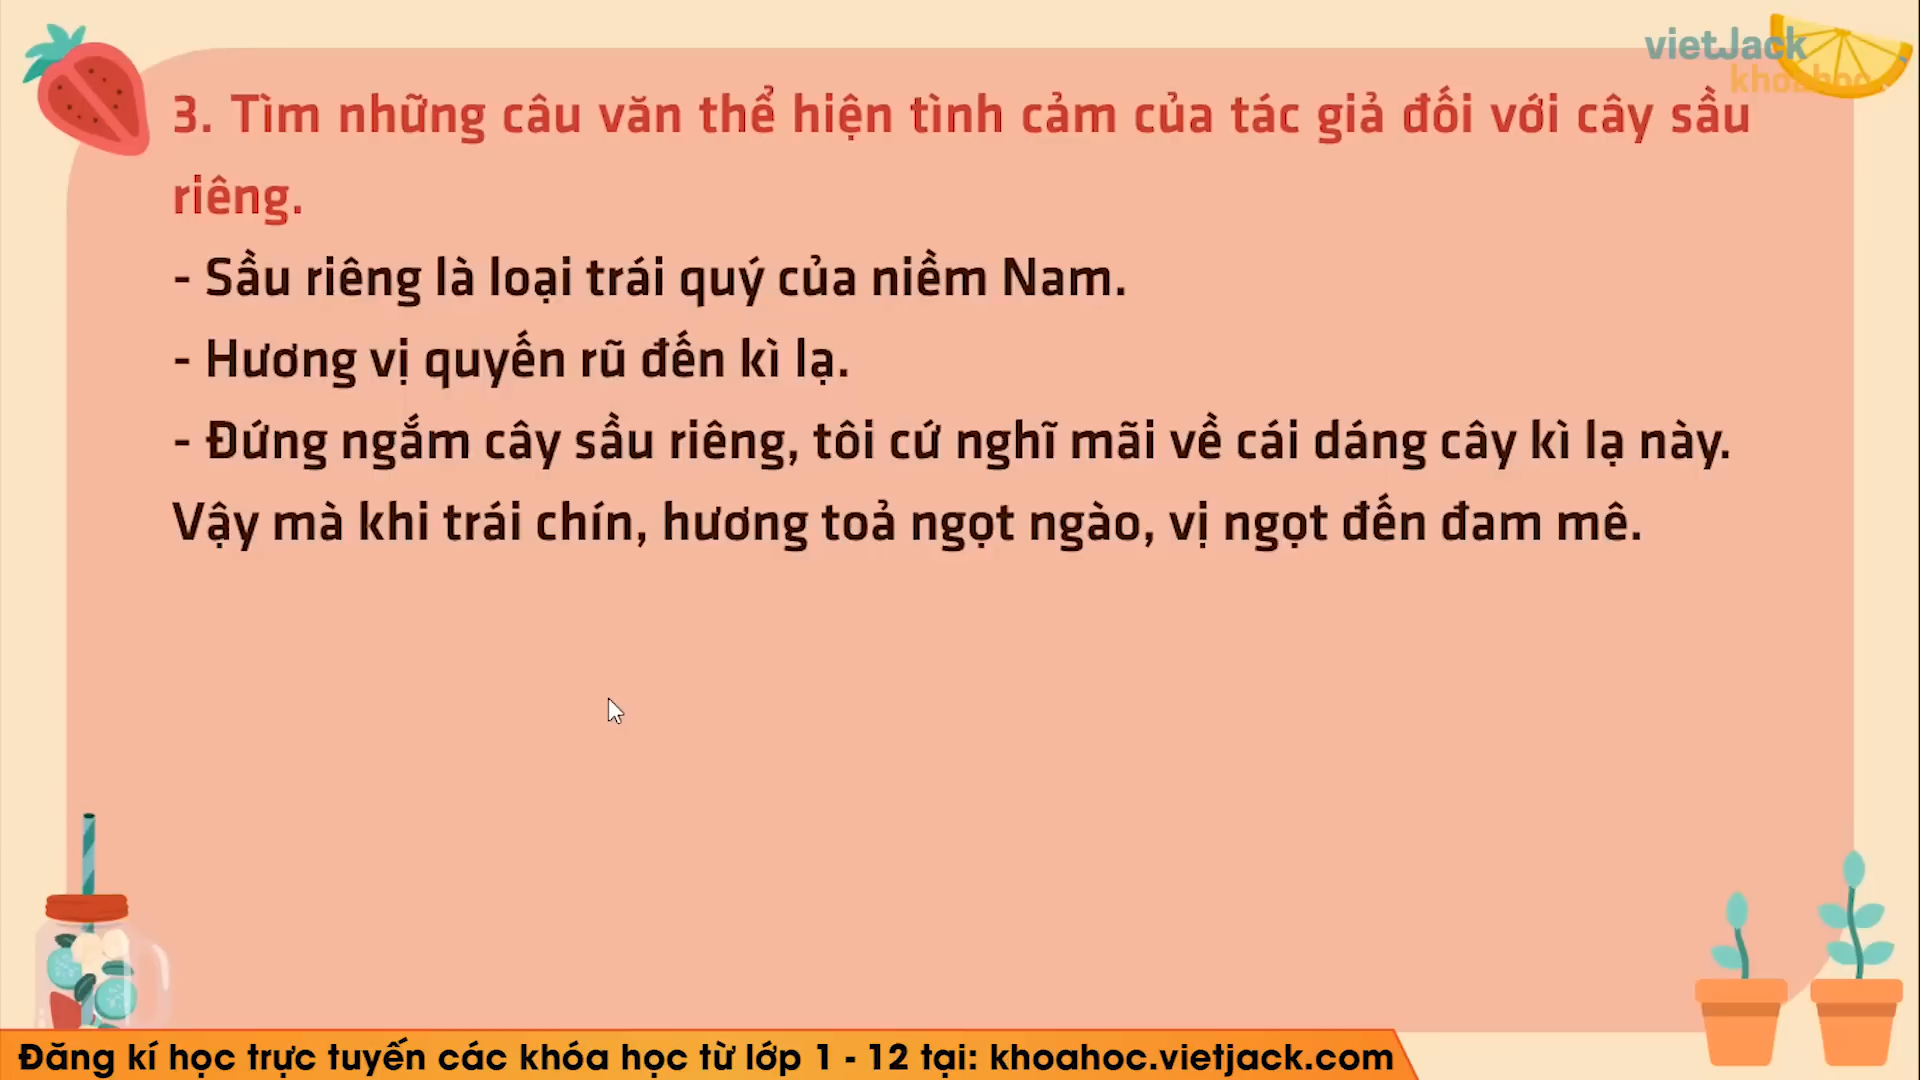 vietJack
khoahoc
3. Tìm những câu văn thể hiện tình cảm của tác giả đối với cây sầu
riêng.
- Sầu riêng là loại trái quý của niềm Nam.
- Hương vị quyến rũ đến kì lạ.
- Đứng ngắm cây sầu riêng, tôi cứ nghĩ mãi về cái dáng cây kì lạ này.
Vậy mà khi trái chín, hương toả ngọt ngào, vị ngọt đến đam mê.
Đăng kí học trực tuyến các khóa học từ lớp 1 - 12 tại: khoahoc.vietjack.com